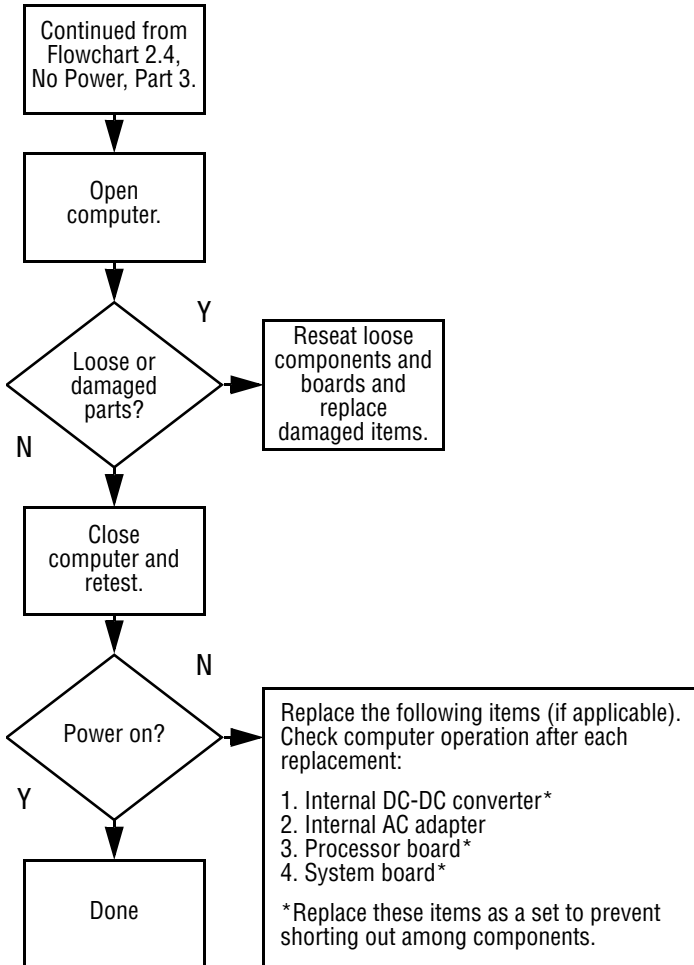 Continued from
Flowchart 2.4,
No Power, Part 3.
Open
computer.
Y
Loose or
damaged
parts?
Reseat loose
components and
boards and
replace
damaged items.
N
Close
computer and
retest.
N
Power on?
Replace the following items (if applicable).
Check computer operation after each
replacement:
1. Internal DC-DC converter*
2. Internal AC adapter
3. Processor board*
4. System board*
*Replace these items as a set to prevent
shorting out among components.
Y
Done